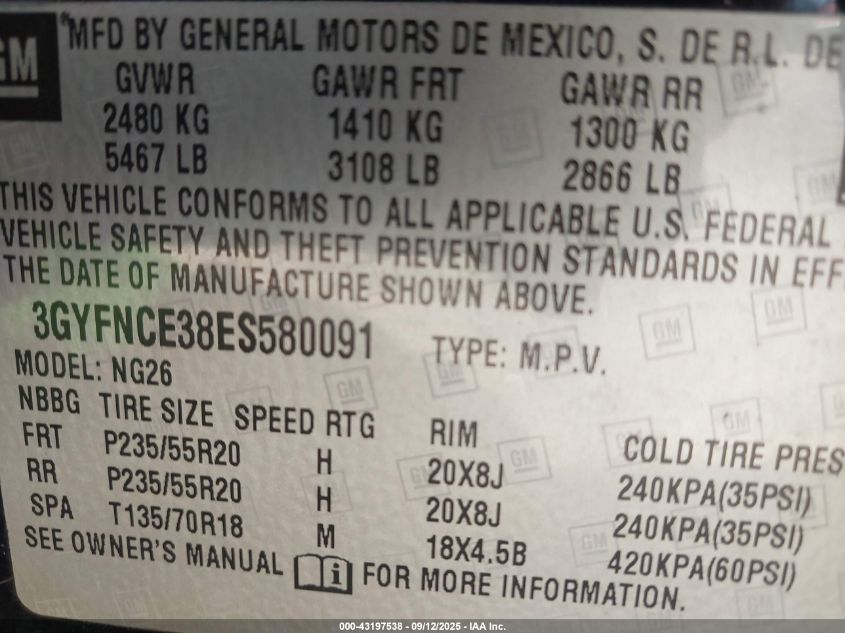 GM
MFD BY GENERAL MOTORS DE MEXICO, S. DE R.L. DE
GVWR GAWR FRT GAWR RR
2480 KG 1410 KG 1300 KG
5467 LB 3108 LB 2866 LB
THIS VEHICLE CONFORMS TO ALL APPLICABLE U.S. FEDERAL
VEHICLE SAFETY AND THEFT PREVENTION STANDARDS IN EFF
THE DATE OF MANUFACTURE SHOWN ABOVE.
3GYFNCE38ES580091 TYPE: M.P.V.
MODEL: NG26
NBBG TIRE SIZE SPEED RTG RIM COLD TIRE PRES
FRT P235/55R20 H 20X8J 240KPA(35PSI)
RR P235/55R20 H 20X8J 240KPA(35PSI)
SPA T135/70R18 M 18X4.5B 420KPA(60PSI)
SEE OWNER'S MANUAL i FOR MORE INFORMATION.
000-43197538 - 09/12/2025 - IAA Inc.